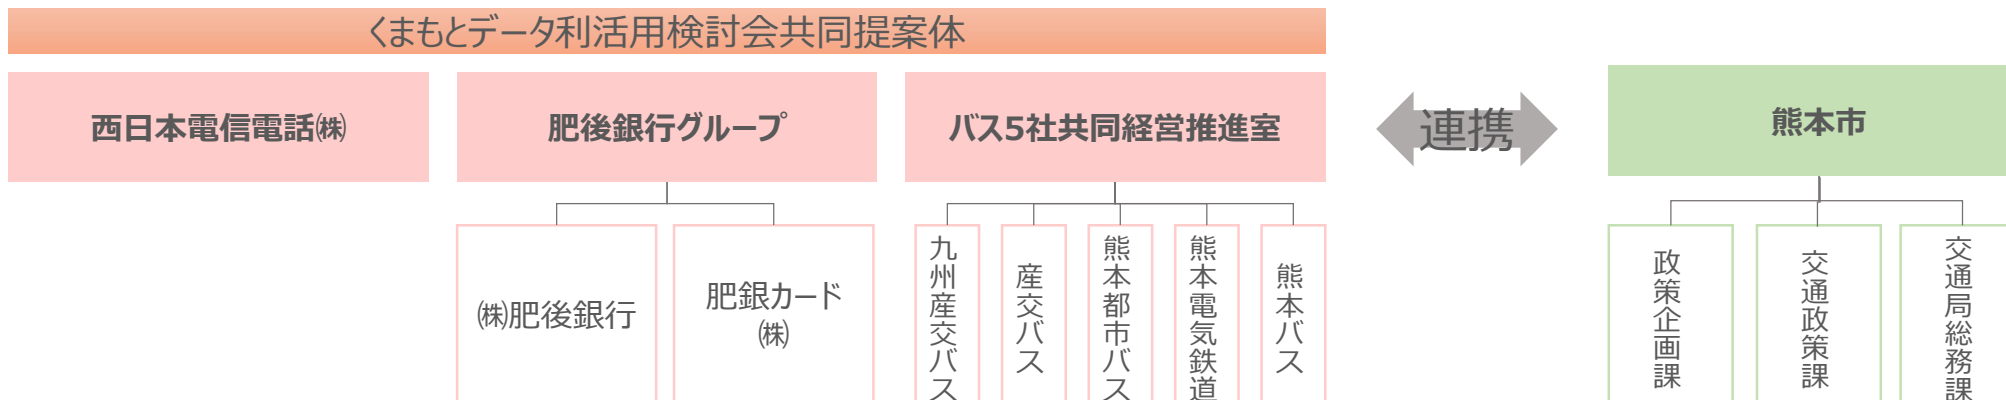 くまもとデータ利活用検討会共同提案体
西日本電信電話㈱
肥後銀行グループ
バス5社共同経営推進室
連携
熊本市
㈱肥後銀行
肥銀カード
㈱
九州産交バス
産交バス
熊本都市バス
熊本電気鉄道
熊本バス
政策企画課
交通政策課
交通局総務課